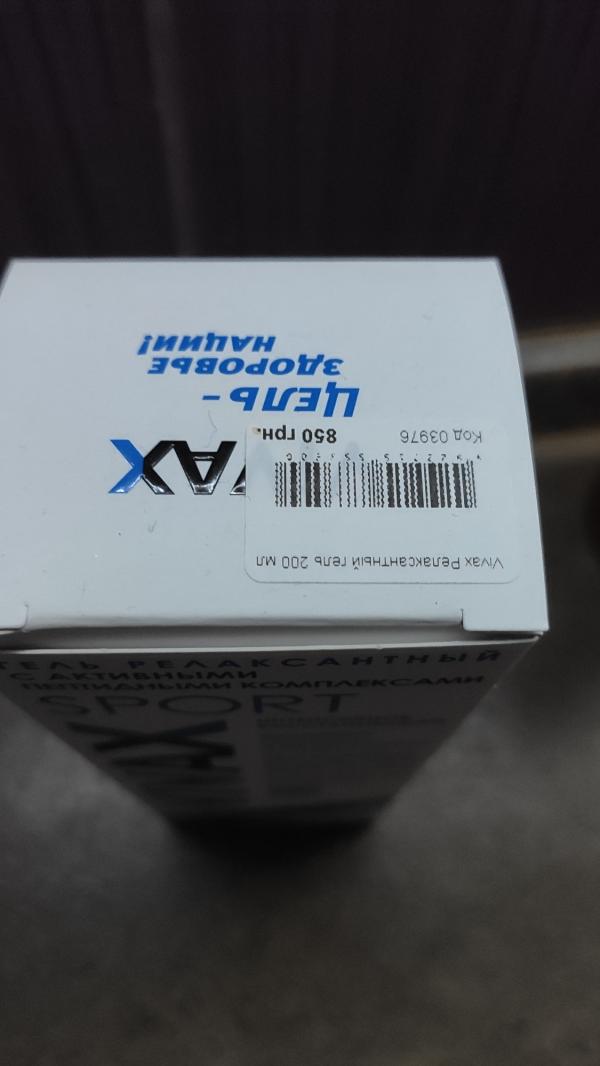 Vivax Релаксантный гель 200 мл
Код 03976
850 грн.
ЦЕЛЬ -
ЗДОРОВЬЕ
НАЦИИ!
ГЕЛЬ РЕЛАКСАНТНЫЙ
С АКТИВНЫМИ
ПЕПТИДНЫМИ КОМПЛЕКСАМИ
SPORT